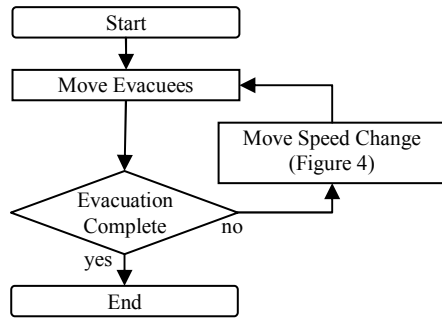 Start
Move Evacuees
Move Speed Change
(Figure 4)
Evacuation
Complete
no
yes
End